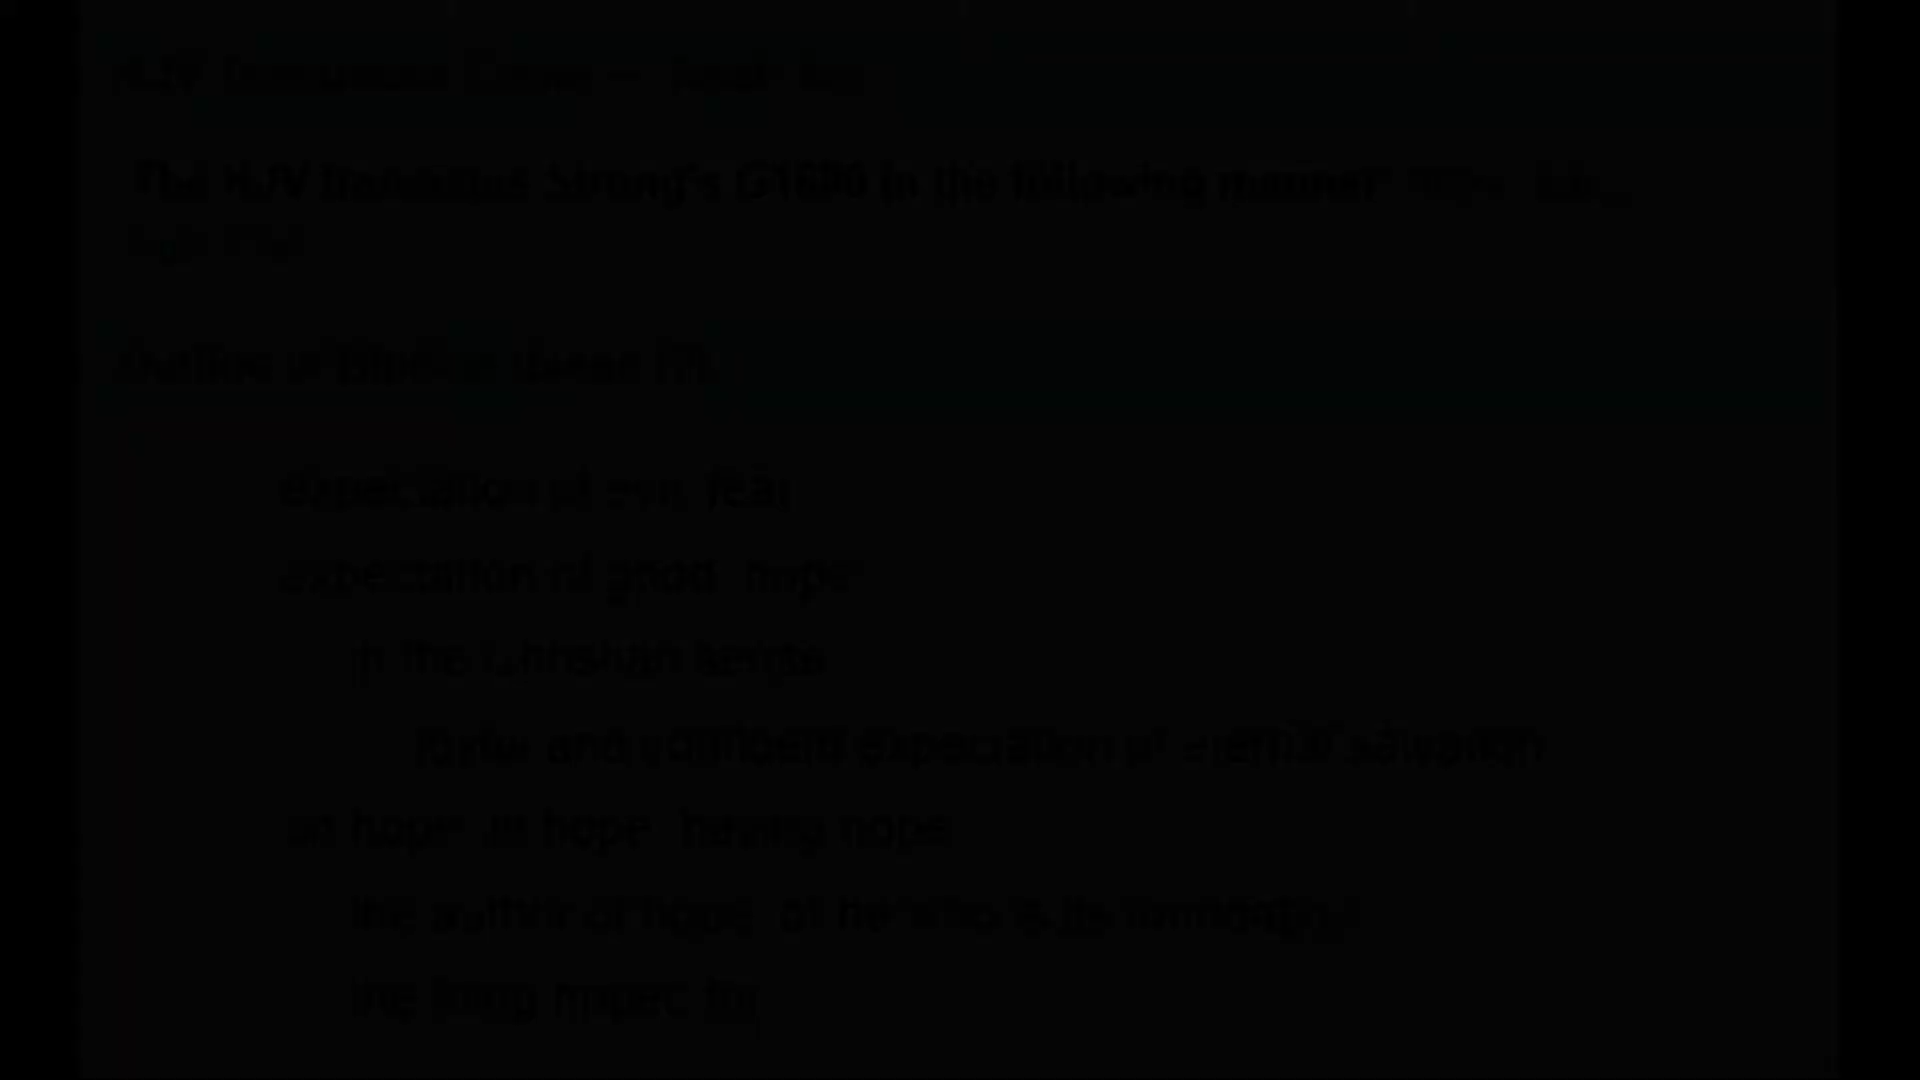 The KJV translates Strong's G1680 in the following manner:
Outline of Biblical Usage
expectation of evil, fear
expectation of good, hope
in the Christian sense
joyful and confident expectation of eternal salvation
on hope, in hope, having hope
the author of hope, or he who is its foundation
the thing hoped for